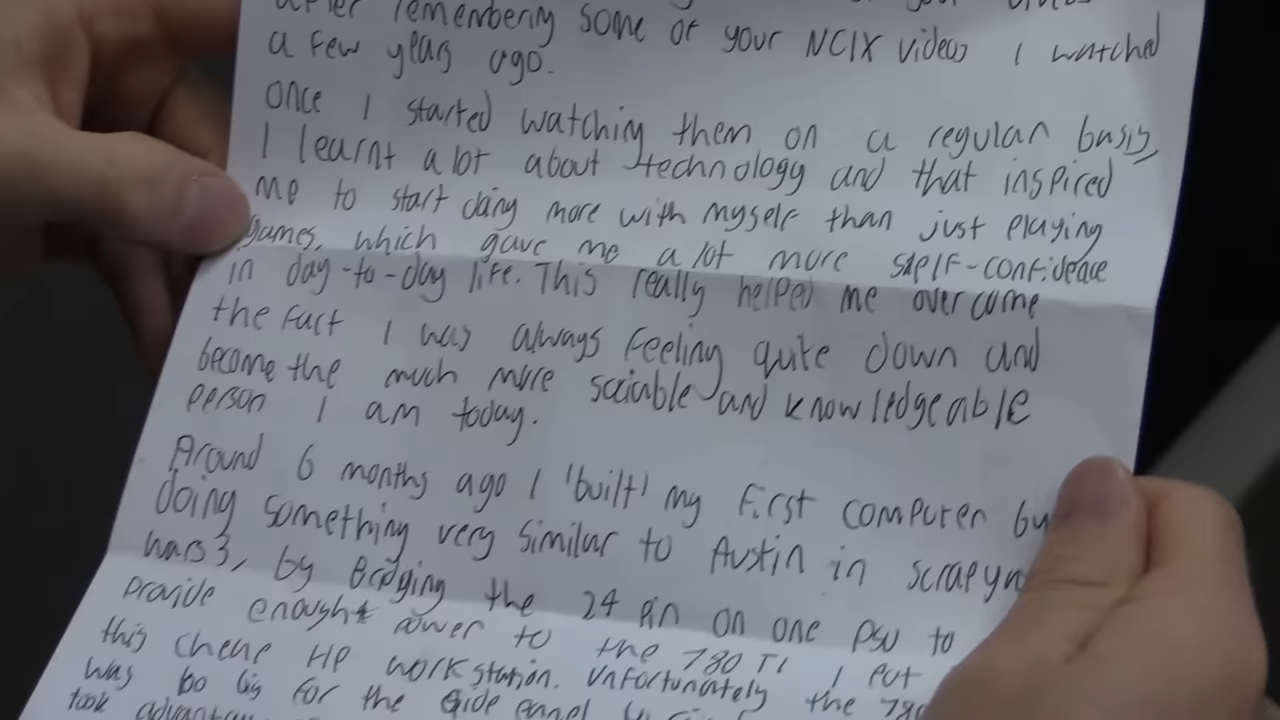 after remembering some of your NCIX videos I watched
a few years ago.
once I started watching them on a regular basis,
I learnt a lot about technology and that inspired
me to start doing more with myself than just playing
games, which gave me a lot more self-confidence
in day-to-day life. This really helped me overcome
the fact I was always feeling quite down and
become the much more sociable and knowledgeable
person I am today.
Around 6 months ago I 'built' my first computer by
doing something very similar to Austin in scrapyard
wars 3, by Bridging the 24 pin on one PSU to
provide enough power to the 780 TI I put
this cheap HP workstation. Unfortunately the 780
was too big for the side panel
took